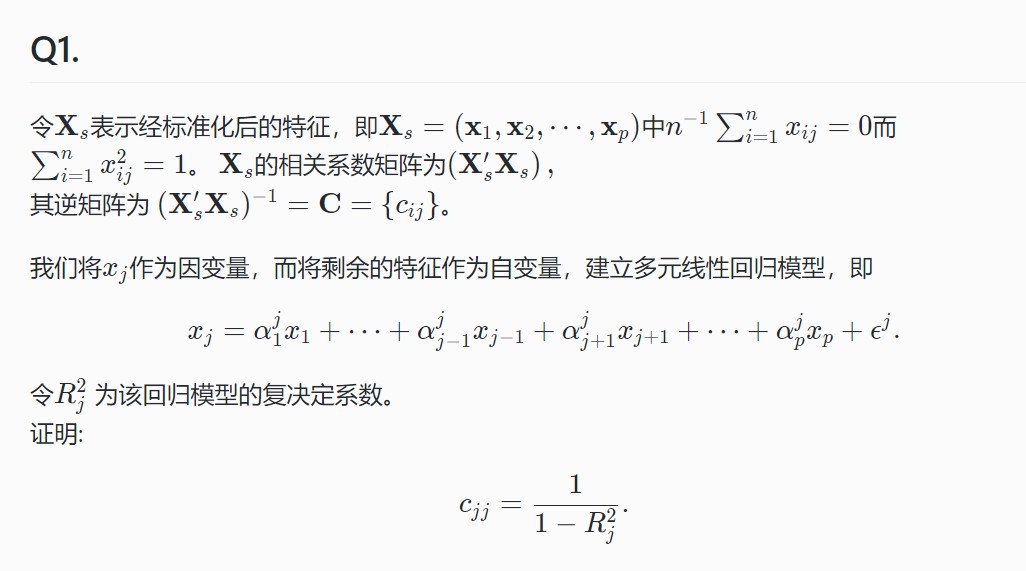 Q1.
令$\mathbf{X}_s$表示经标准化后的特征，即$\mathbf{X}_s = (\mathbf{x}_1, \mathbf{x}_2, \cdots, \mathbf{x}_p)$中$n^{-1}\sum_{i=1}^{n} x_{ij} = 0$而
$\sum_{i=1}^{n} x_{ij}^2 = 1$。 $\mathbf{X}_s$的相关系数矩阵为$(\mathbf{X}_s'\mathbf{X}_s)$,
其逆矩阵为 $(\mathbf{X}_s'\mathbf{X}_s)^{-1} = \mathbf{C} = \{c_{ij}\}$。
我们将$x_j$作为因变量，而将剩余的特征作为自变量，建立多元线性回归模型，即
$x_j = \alpha_1^j x_1 + \cdots + \alpha_{j-1}^j x_{j-1} + \alpha_{j+1}^j x_{j+1} + \cdots + \alpha_p^j x_p + \epsilon^j.$
令$R_j^2$ 为该回归模型的复决定系数。
证明:
$c_{jj} = \frac{1}{1 - R_j^2}.$